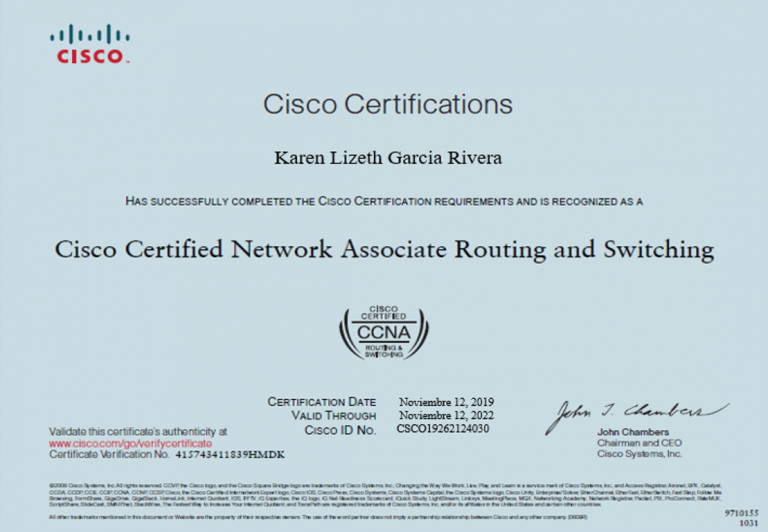 CISCO
Cisco Certifications
Karen Lizeth Garcia Rivera
HAS SUCCESSFULLY COMPLETED THE CISCO CERTIFICATION REQUIREMENTS AND IS RECOGNIZED AS A
Cisco Certified Network Associate Routing and Switching
CISCO
CERTIFIED
CCNA
ROUTING &
SWITCHING
CERTIFICATION DATE Noviembre 12, 2019
VALID THROUGH Noviembre 12, 2022
CISCO ID NO. CSCO19262124030
John T. Chambers
John Chambers
Chairman and CEO
Cisco Systems, Inc.
Validate this certificate's authenticity at
www.cisco.com/go/verifycertificate
Certificate Verification No. 415743411839HMDK
All other trademarks mentioned in this document or Website are the property of their respective owners. The use of the word partner does not imply a partnership relationship between Cisco and any other company.
9710155
1031